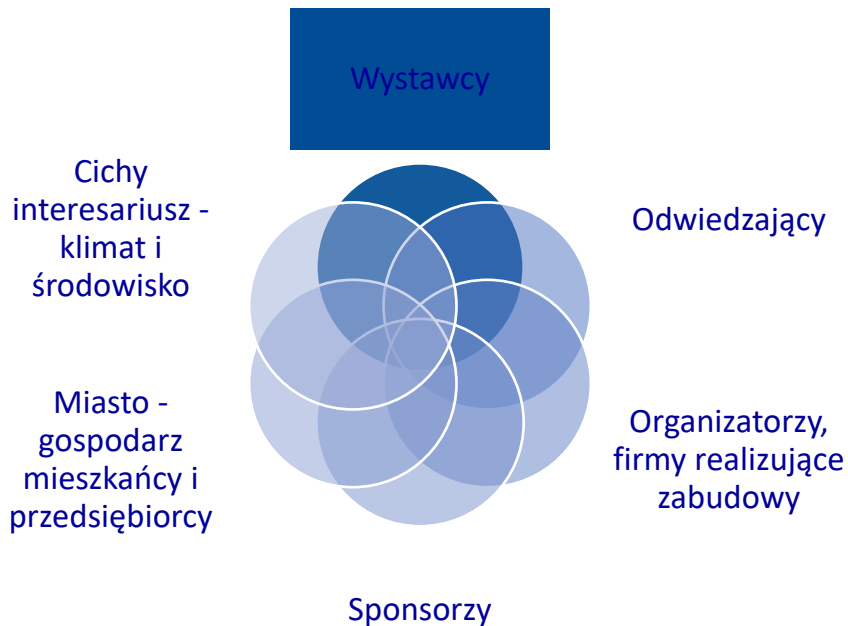 Wystawcy
Cichy
interesariusz -
klimat i
środowisko
Odwiedzający
Miasto -
gospodarz
mieszkańcy i
przedsiębiorcy
Organizatorzy,
firmy realizujące
zabudowy
Sponsorzy